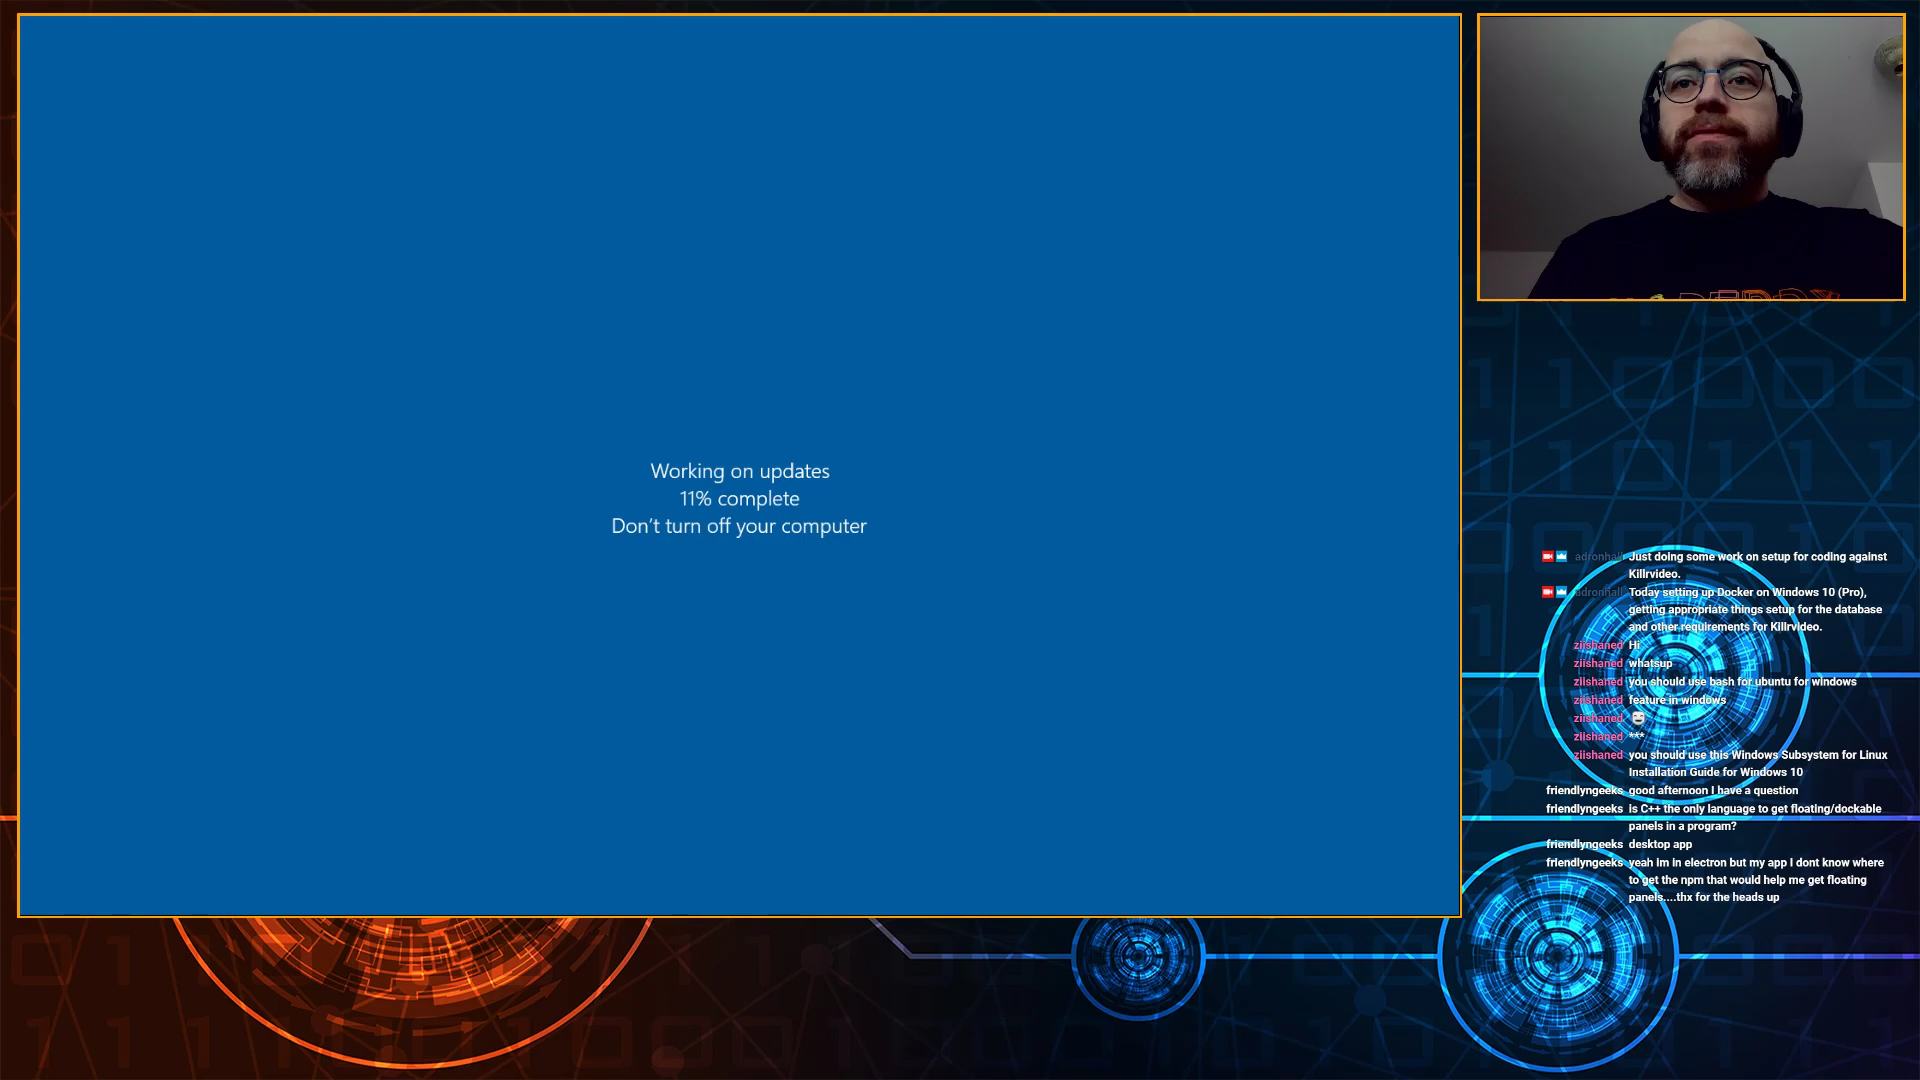 Working on updates
11% complete
Don't turn off your computer
adronhall Just doing some work on setup for coding against
Killrvideo.
adronhall Today setting up Docker on Windows 10 (Pro),
getting appropriate things setup for the database
and other requirements for Killrvideo.
ziishaned Hi
ziishaned whatsup
ziishaned you should use bash for ubuntu for windows
ziishaned feature in windows
ziishaned
ziishaned ***
ziishaned you should use this Windows Subsystem for Linux
Installation Guide for Windows 10
friendlyngeeks good afternoon I have a question
friendlyngeeks is C++ the only language to get floating/dockable
panels in a program?
friendlyngeeks desktop app
friendlyngeeks yeah Im in electron but my app I dont know where
to get the npm that would help me get floating
panels....thx for the heads up